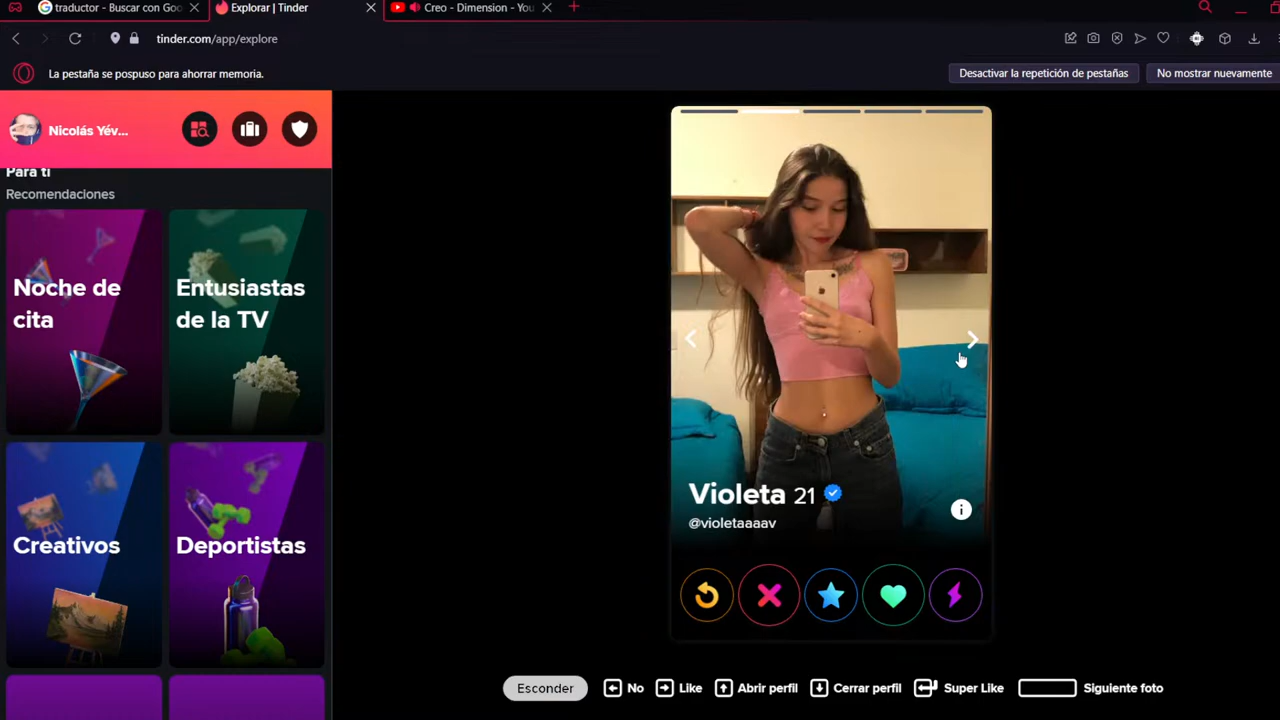 traductor - Buscar con Goo
Explorar | Tinder
Creo - Dimension - You
tinder.com/app/explore
La pestaña se pospuso para ahorrar memoria.
Desactivar la repetición de pestañas
No mostrar nuevamente
Nicolás Yév...
Para ti
Recomendaciones
Noche de
cita
Entusiastas
de la TV
Creativos
Deportistas
Violeta 21
@violetaaaav
Esconder
No
Like
Abrir perfil
Cerrar perfil
Super Like
Siguiente foto